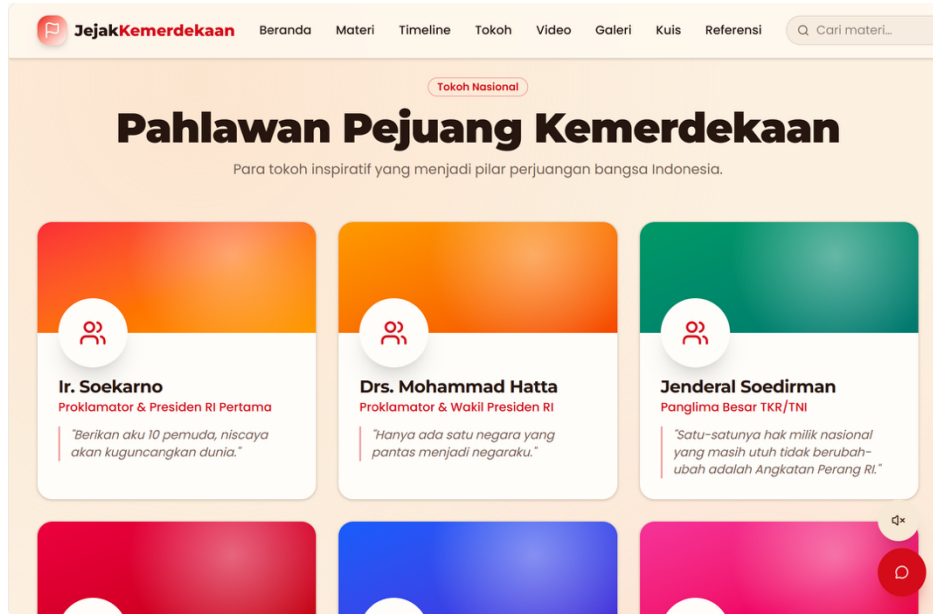 JejakKemerdekaan Beranda Materi Timeline Tokoh Video Galeri Kuis Referensi Cari materi...
Tokoh Nasional
Pahlawan Pejuang Kemerdekaan
Para tokoh inspiratif yang menjadi pilar perjuangan bangsa Indonesia.
Ir. Soekarno
Proklamator & Presiden RI Pertama
"Berikan aku 10 pemuda, niscaya
akan kuguncangkan dunia."
Drs. Mohammad Hatta
Proklamator & Wakil Presiden RI
"Hanya ada satu negara yang
pantas menjadi negaraku."
Jenderal Soedirman
Panglima Besar TKR/TNI
"Satu-satunya hak milik nasional
yang masih utuh tidak berubah-
ubah adalah Angkatan Perang RI."